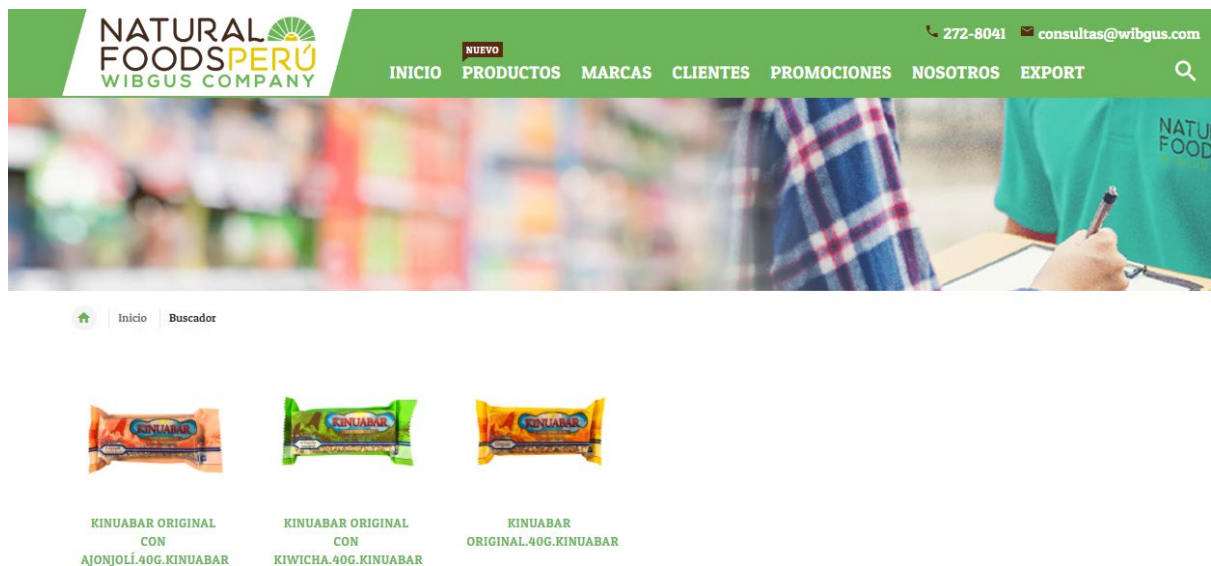 NATURAL
FOODSPERÚ
WIBGUS COMPANY
272-8041 consultas@wibgus.com
NUEVO
INICIO PRODUCTOS MARCAS CLIENTES PROMOCIONES NOSOTROS EXPORT
Inicio Buscador
KINUABAR
KINUABAR
KINUABAR
KINUABAR ORIGINAL
CON
AJONJOLÍ.40G.KINUABAR
KINUABAR ORIGINAL
CON
KIWICHA.40G.KINUABAR
KINUABAR
ORIGINAL.40G.KINUABAR